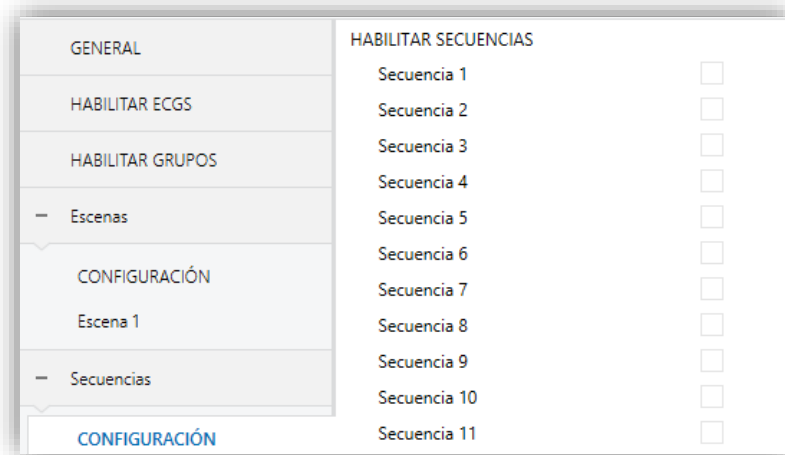 GENERAL
HABILITAR ECGS
HABILITAR GRUPOS
− Escenas
CONFIGURACIÓN
Escena 1
− Secuencias
CONFIGURACIÓN
HABILITAR SECUENCIAS
Secuencia 1
Secuencia 2
Secuencia 3
Secuencia 4
Secuencia 5
Secuencia 6
Secuencia 7
Secuencia 8
Secuencia 9
Secuencia 10
Secuencia 11